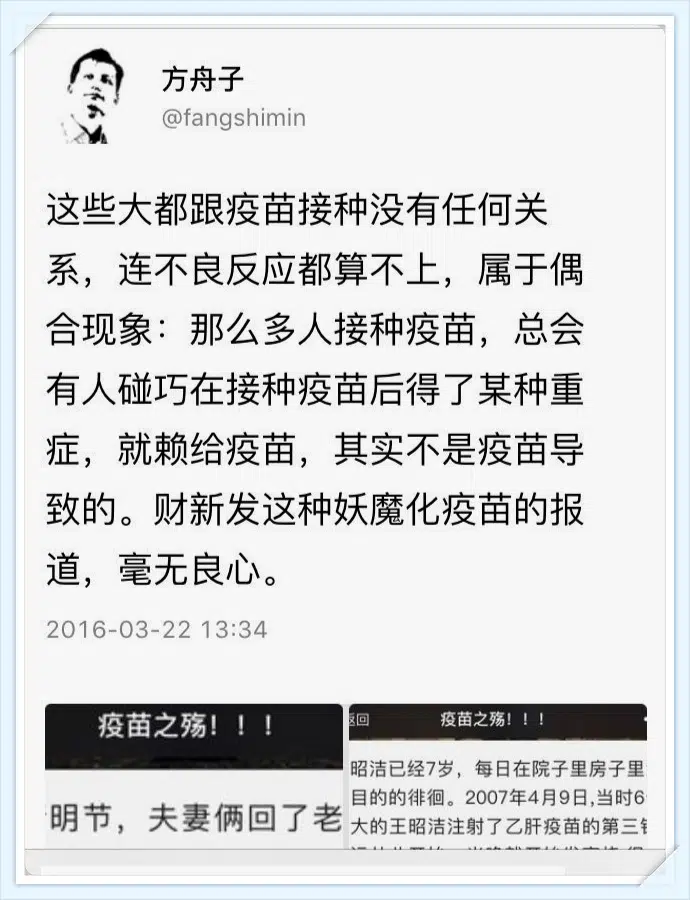 方舟子
@fangshimin
这些大都跟疫苗接种没有任何关
系，连不良反应都算不上，属于偶
合现象：那么多人接种疫苗，总会
有人碰巧在接种疫苗后得了某种重
症，就赖给疫苗，其实不是疫苗导
致的。财新发这种妖魔化疫苗的报
道，毫无良心。
2016-03-22 13:34
疫苗之殇！！！
明节，夫妻俩回了老
返回
疫苗之殇！！！
昭洁已经7岁，每日在院子里房子里
目的的徘徊。2007年4月9日,当时6
大的王昭洁注射了乙肝疫苗的第三